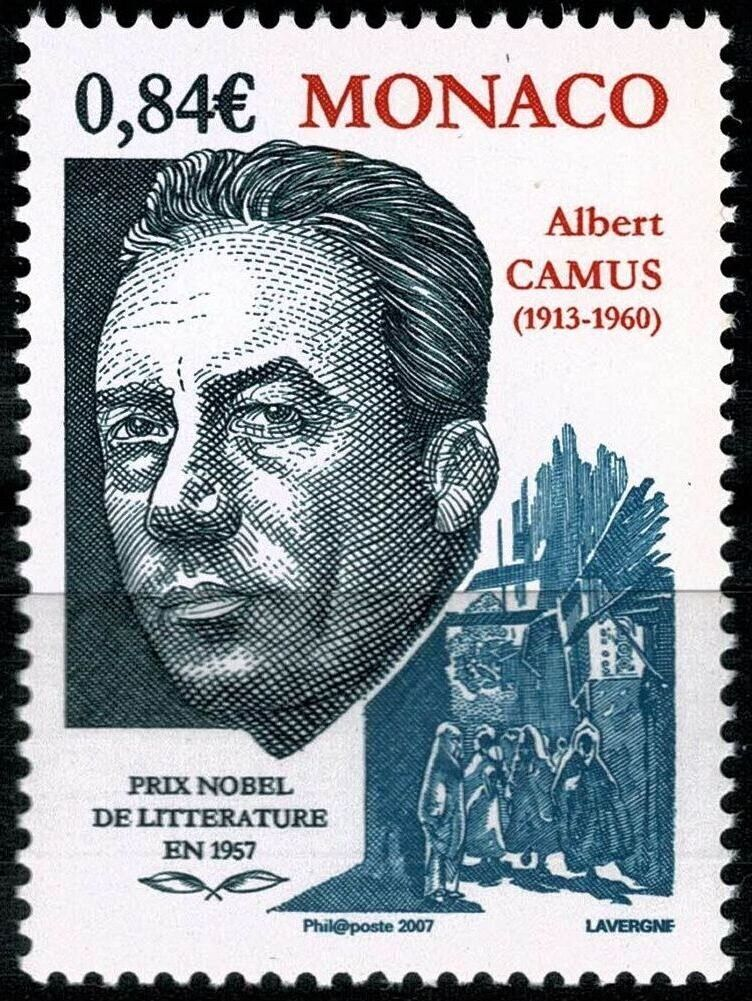 0,84€ MONACO
Albert
CAMUS
(1913-1960)
PRIX NOBEL
DE LITTERATURE
EN 1957
Phil@poste 2007 LAVERGNE